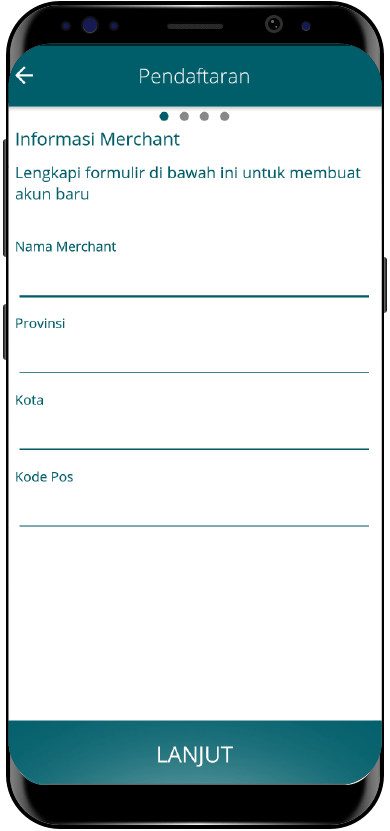 Pendaftaran
Informasi Merchant
Lengkapi formulir di bawah ini untuk membuat
akun baru
Nama Merchant
Provinsi
Kota
Kode Pos
LANJUT